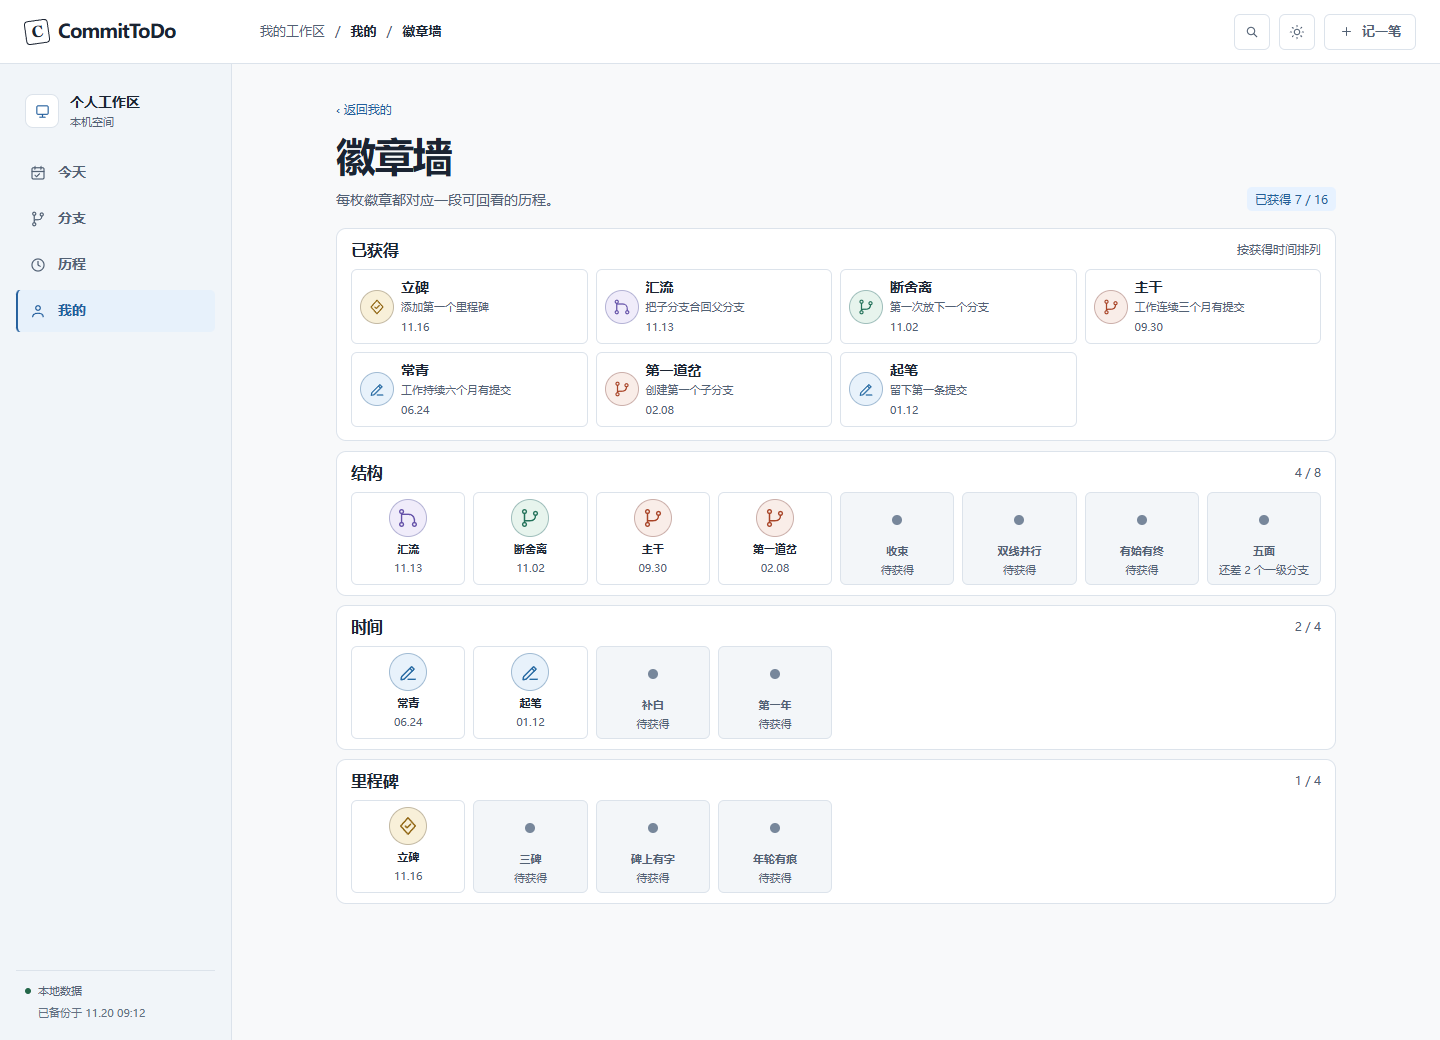 C CommitToDo
我的工作区 / 我的 / 徽章墙
记一笔
个人工作区
本机空间
今天
分支
历程
我的
本地数据
已备份于 11.20 09:12
‹ 返回我的
徽章墙
每枚徽章都对应一段可回看的历程。
已获得 7 / 16
已获得
按获得时间排列
立碑
添加第一个里程碑
11.16
汇流
把子分支合回父分支
11.13
断舍离
第一次放下一个分支
11.02
主干
工作连续三个月有提交
09.30
常青
工作持续六个月有提交
06.24
第一道岔
创建第一个子分支
02.08
起笔
留下第一条提交
01.12
结构
4 / 8
汇流
11.13
断舍离
11.02
主干
09.30
第一道岔
02.08
收束
待获得
双线并行
待获得
有始有终
待获得
五面
还差 2 个一级分支
时间
2 / 4
常青
06.24
起笔
01.12
补白
待获得
第一年
待获得
里程碑
1 / 4
立碑
11.16
三碑
待获得
碑上有字
待获得
年轮有痕
待获得